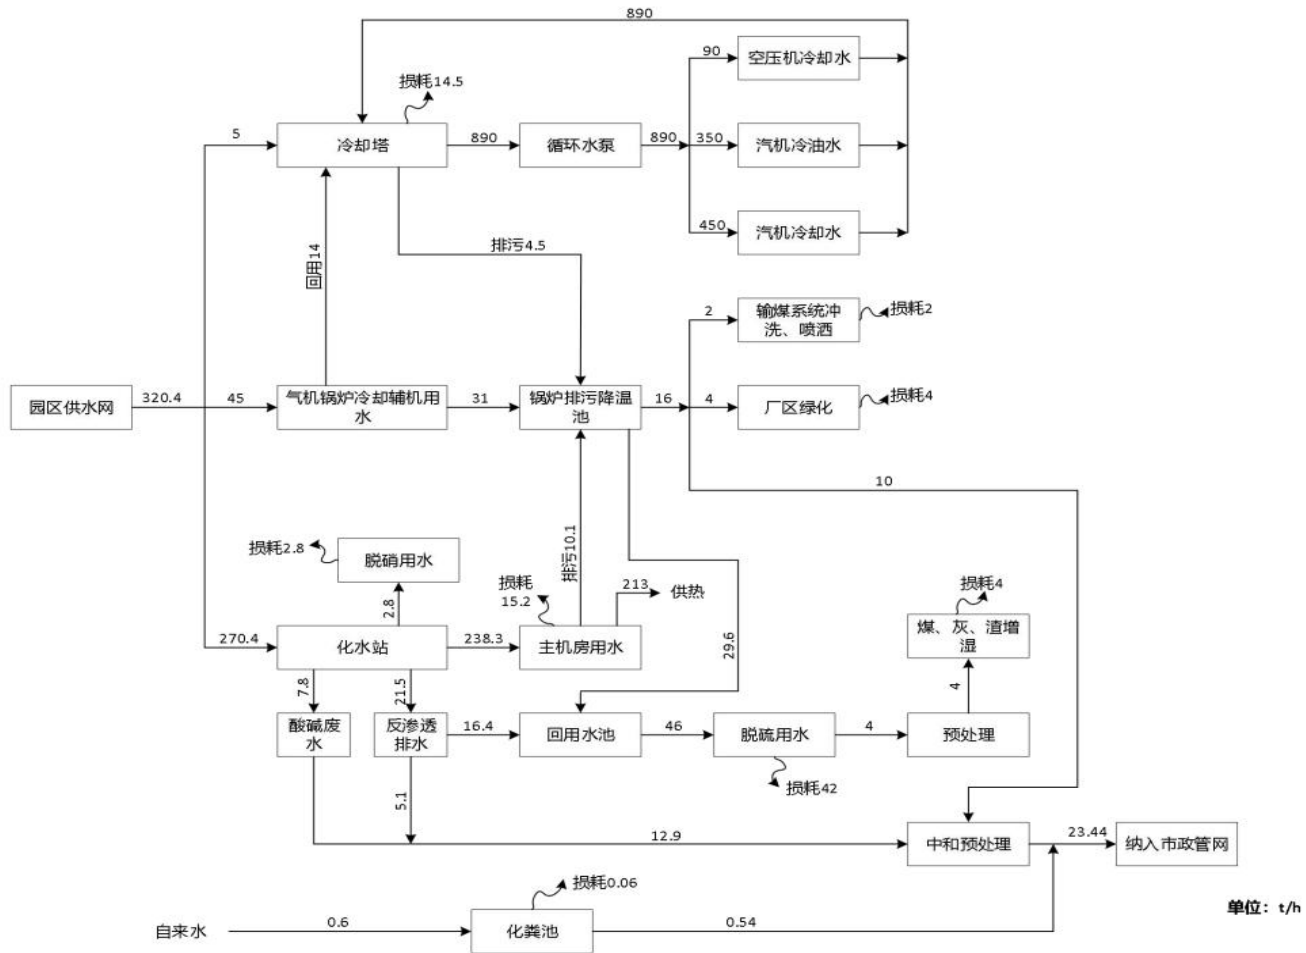 890
90
空压机冷却水
损耗14.5
5
冷却塔
890
循环水泵
890
350
汽机冷油水
450
汽机冷却水
排污4.5
回用14
2
输煤系统冲
洗、喷洒
损耗2
园区供水网
320.4
45
气机锅炉冷却辅机用
水
31
锅炉排污降温
池
16
4
厂区绿化
损耗4
10
损耗2.8
脱硝用水
2.8
排污10.1
损耗
15.2
213
供热
损耗4
煤、灰、渣增
湿
270.4
化水站
238.3
主机房用水
29.6
7.8
21.5
4
酸碱废
水
反渗透
排水
16.4
回用水池
46
脱硫用水
4
预处理
损耗42
5.1
12.9
中和预处理
23.44
纳入市政管网
损耗0.06
自来水
0.6
化粪池
0.54
单位：t/h